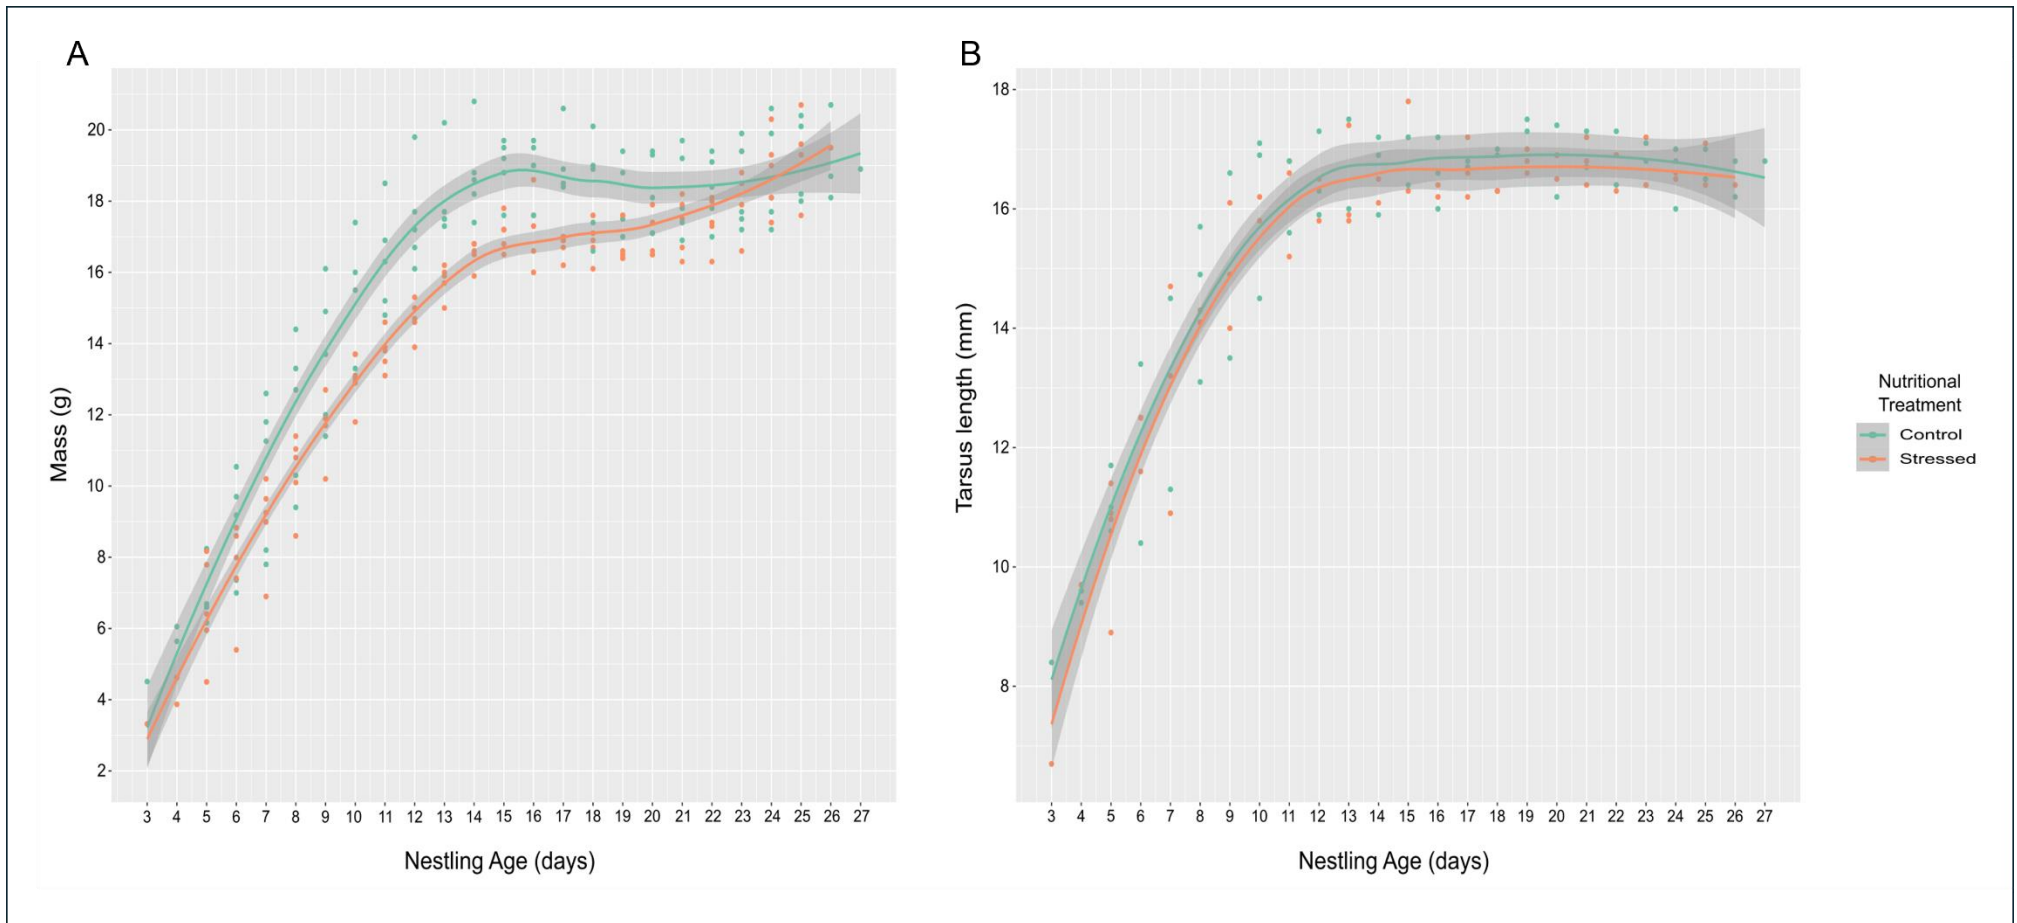 A
B
20
18
16
14
12
10
8
6
4
2
Mass (g)
3 4 5 6 7 8 9 10 11 12 13 14 15 16 17 18 19 20 21 22 23 24 25 26 27
Nestling Age (days)
18
16
14
12
10
8
Tarsus length (mm)
3 4 5 6 7 8 9 10 11 12 13 14 15 16 17 18 19 20 21 22 23 24 25 26 27
Nestling Age (days)
Nutritional
Treatment
Control
Stressed